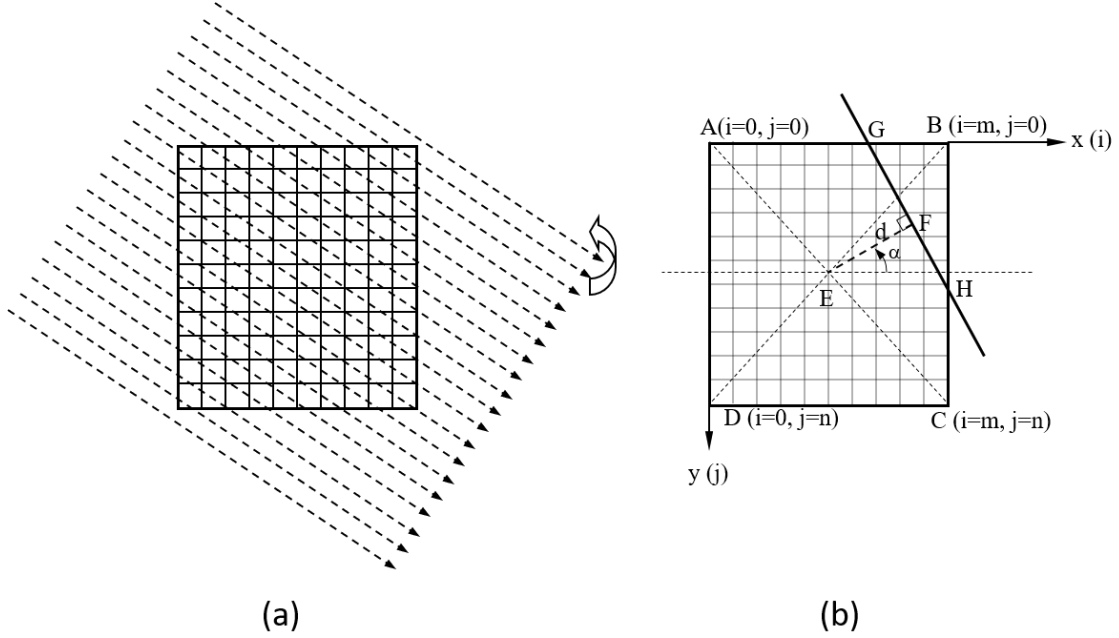 A(i=0, j=0)
G
B (i=m, j=0)
x (i)
F
d
α
E
H
D (i=0, j=n)
C (i=m, j=n)
y (j)
(a)
(b)